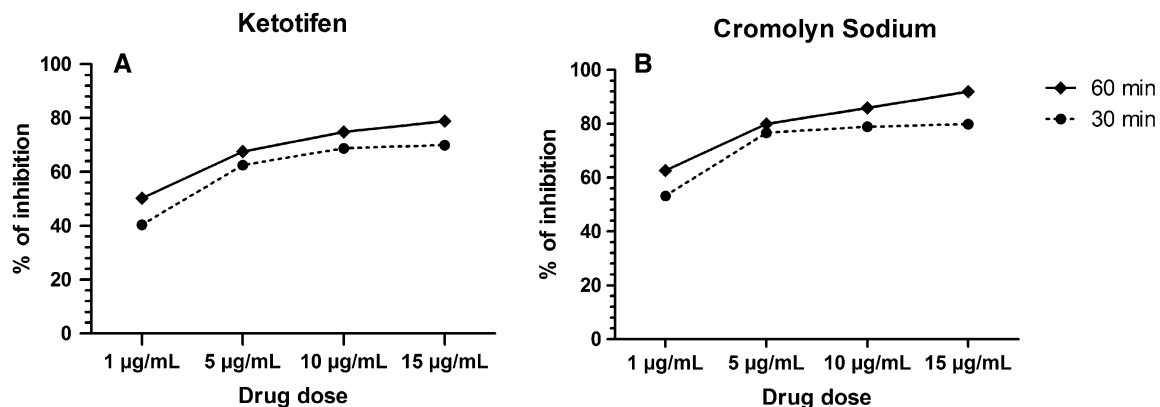 Ketotifen
A
% of inhibition
100
80
60
40
20
0
1 µg/mL 5 µg/mL 10 µg/mL 15 µg/mL
Drug dose
Cromolyn Sodium
B
% of inhibition
100
80
60
40
20
0
1 µg/mL 5 µg/mL 10 µg/mL 15 µg/mL
Drug dose
60 min
30 min